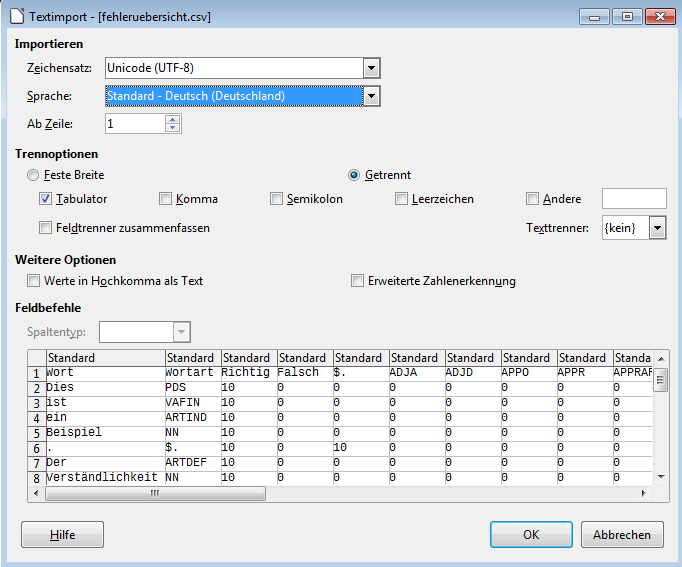 Textimport - [fehleruebersicht.csv]
Importieren
Zeichensatz: Unicode (UTF-8)
Sprache: Standard - Deutsch (Deutschland)
Ab Zeile: 1
Trennoptionen
Feste Breite Getrennt
Tabulator Komma Semikolon Leerzeichen Andere
Feldtrenner zusammenfassen Texttrenner: {kein}
Weitere Optionen
Werte in Hochkomma als Text Erweiterte Zahlenerkennung
Feldbefehle
Spaltentyp:
Standard Standard Standard Standard Standard Standard Standard Standard Standard Standa
1 Wort Wortart Richtig Falsch $. ADJA ADJD APPO APPR APPRAR
2 Dies PDS 10 0 0 0 0 0 0 0
3 ist VAFIN 10 0 0 0 0 0 0 0
4 ein ARTIND 10 0 0 0 0 0 0 0
5 Beispiel NN 10 0 0 0 0 0 0 0
6 . $. 10 0 10 0 0 0 0 0
7 Der ARTDEF 10 0 0 0 0 0 0 0
8 Verständlichkeit NN 10 0 0 0 0 0 0 0
Hilfe OK Abbrechen